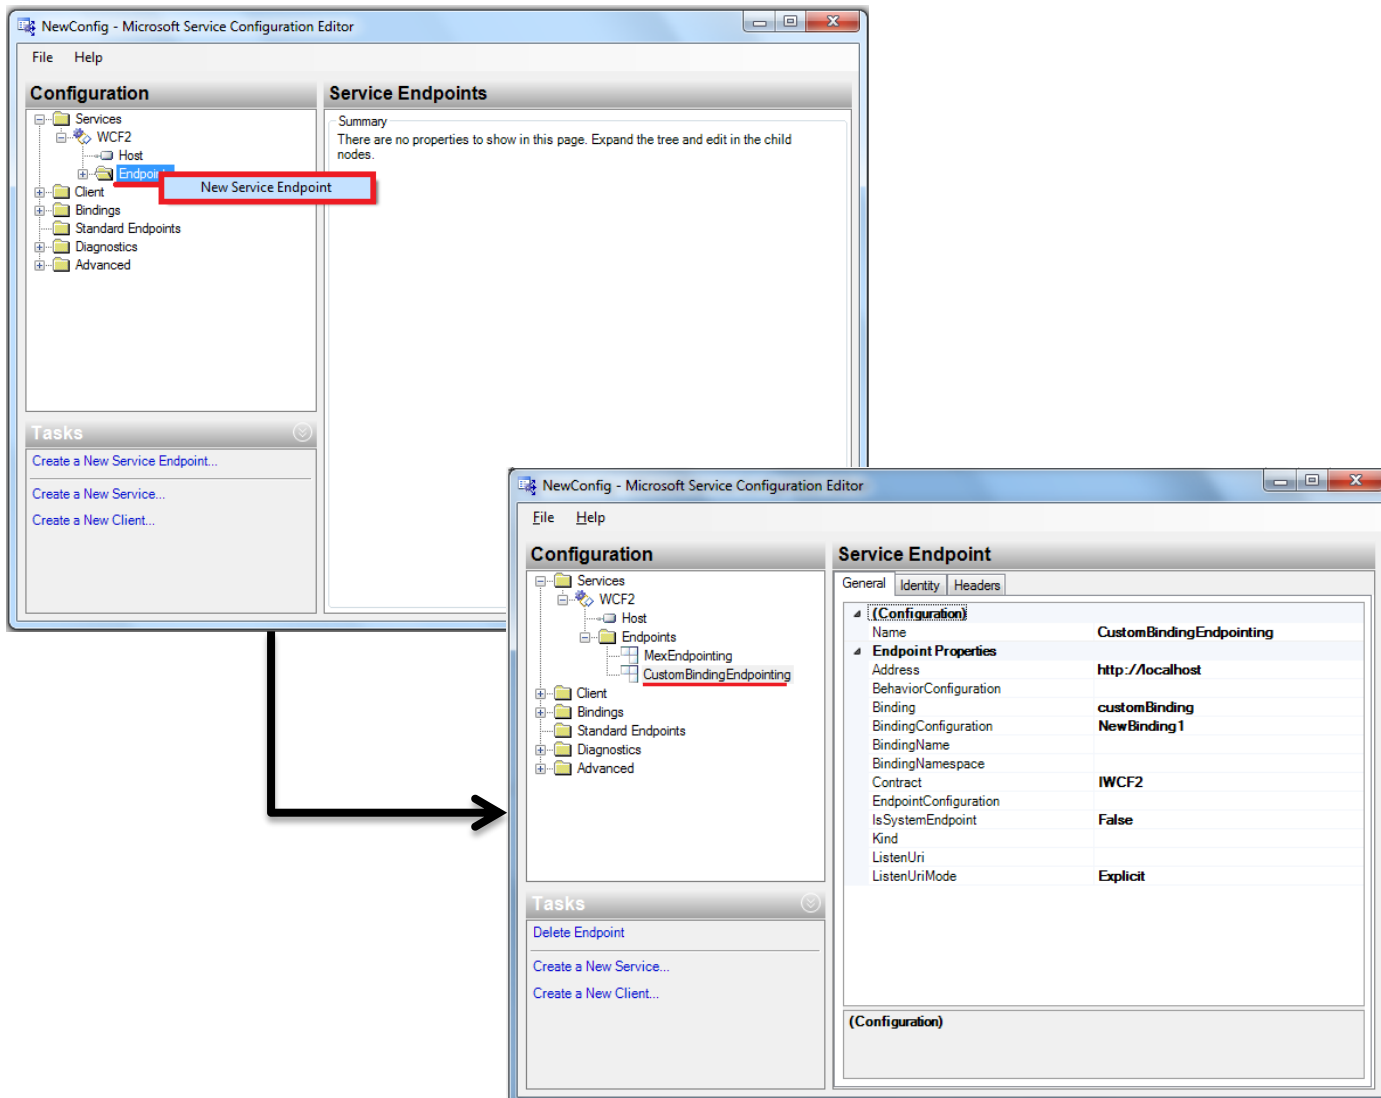 NewConfig - Microsoft Service Configuration Editor
File Help
Configuration
Services
WCF2
Host
Endpoint
New Service Endpoint
Client
Bindings
Standard Endpoints
Diagnostics
Advanced
Service Endpoints
Summary
There are no properties to show in this page. Expand the tree and edit in the child
nodes.
Tasks
Create a New Service Endpoint...
Create a New Service...
Create a New Client...
NewConfig - Microsoft Service Configuration Editor
File Help
Configuration
Services
WCF2
Host
Endpoints
MexEndpointing
CustomBindingEndpointing
Client
Bindings
Standard Endpoints
Diagnostics
Advanced
Tasks
Delete Endpoint
Create a New Service...
Create a New Client...
Service Endpoint
General Identity Headers
(Configuration)
Name CustomBindingEndpointing
Endpoint Properties
Address http://localhost
BehaviorConfiguration
Binding customBinding
BindingConfiguration NewBinding1
BindingName
BindingNamespace
Contract IWCF2
EndpointConfiguration
IsSystemEndpoint False
Kind
ListenUri
ListenUriMode Explicit
(Configuration)